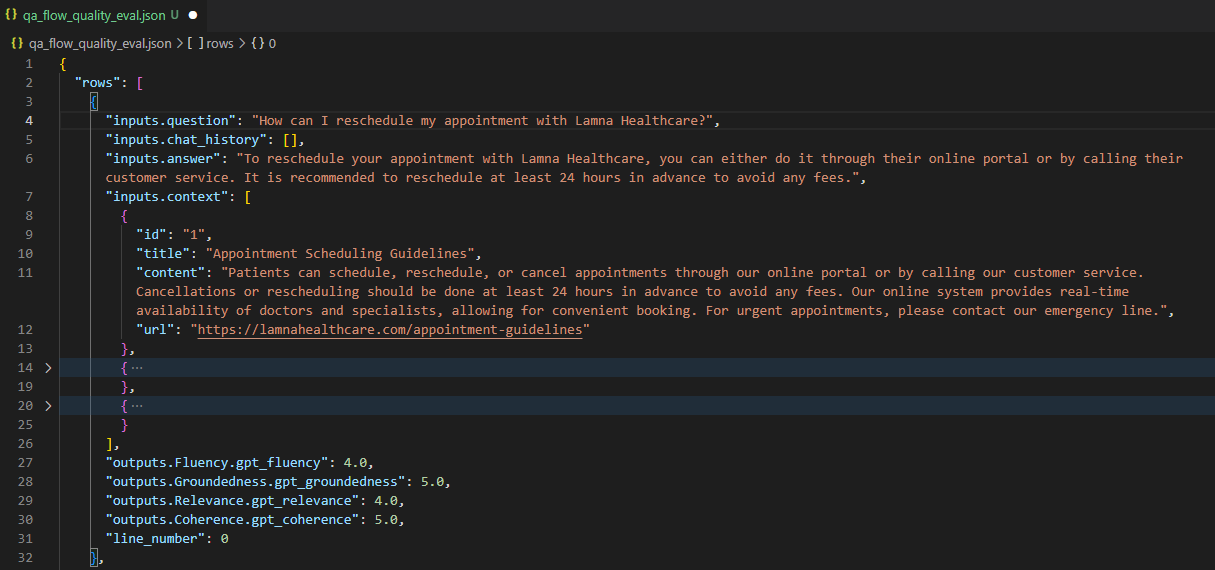 {} qa_flow_quality_eval.json U ●
{} qa_flow_quality_eval.json > [ ] rows > {} 0
1 {
2 "rows": [
3 {
4 "inputs.question": "How can I reschedule my appointment with Lamna Healthcare?",
5 "inputs.chat_history": [],
6 "inputs.answer": "To reschedule your appointment with Lamna Healthcare, you can either do it through their online portal or by calling their
customer service. It is recommended to reschedule at least 24 hours in advance to avoid any fees.",
7 "inputs.context": [
8 {
9 "id": "1",
10 "title": "Appointment Scheduling Guidelines",
11 "content": "Patients can schedule, reschedule, or cancel appointments through our online portal or by calling our customer service.
Cancellations or rescheduling should be done at least 24 hours in advance to avoid any fees. Our online system provides real-time
availability of doctors and specialists, allowing for convenient booking. For urgent appointments, please contact our emergency line.",
12 "url": "https://lamnahealthcare.com/appointment-guidelines"
13 },
14 > { ⋯
19 },
20 > { ⋯
25 }
26 ],
27 "outputs.Fluency.gpt_fluency": 4.0,
28 "outputs.Groundedness.gpt_groundedness": 5.0,
29 "outputs.Relevance.gpt_relevance": 4.0,
30 "outputs.Coherence.gpt_coherence": 5.0,
31 "line_number": 0
32 },